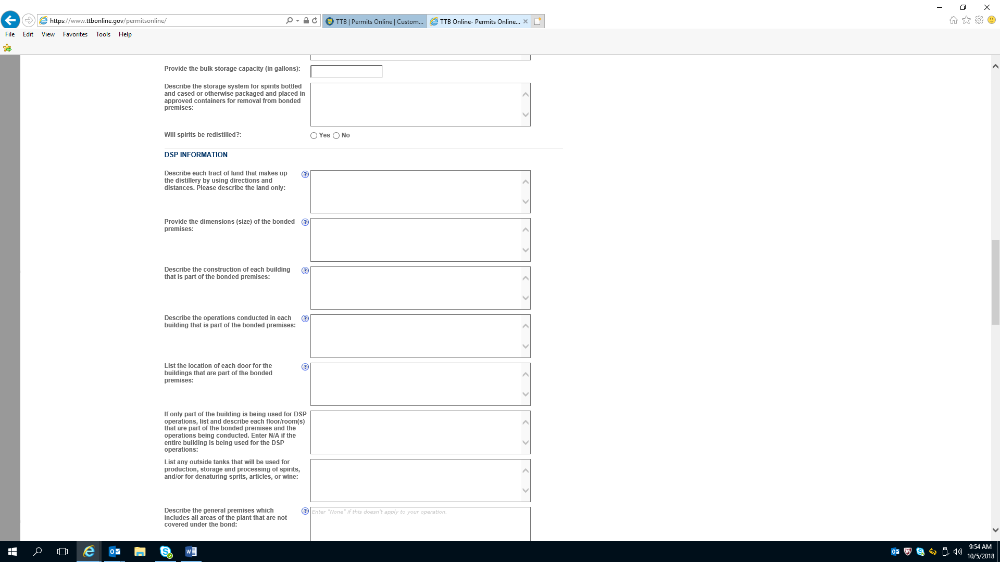 https://www.ttbonline.gov/permitsonline/
TTB | Permits Online | Custom...
TTB Online- Permits Online...
File Edit View Favorites Tools Help
Provide the bulk storage capacity (in gallons):
Describe the storage system for spirits bottled
and cased or otherwise packaged and placed in
approved containers for removal from bonded
premises:
Will spirits be redistilled?:
Yes No
DSP INFORMATION
Describe each tract of land that makes up
the distillery by using directions and
distances. Please describe the land only:
Provide the dimensions (size) of the bonded
premises:
Describe the construction of each building
that is part of the bonded premises:
Describe the operations conducted in each
building that is part of the bonded premises:
List the location of each door for the
buildings that are part of the bonded
premises:
If only part of the building is being used for DSP
operations, list and describe each floor/room(s)
that are part of the bonded premises and the
operations being conducted. Enter N/A if the
entire building is being used for the DSP
operations:
List any outside tanks that will be used for
production, storage and processing of spirits,
and/or for denaturing sprits, articles, or wine:
Describe the general premises which
includes all areas of the plant that are not
covered under the bond:
Enter "None" if this doesn't apply to your operation.
9:54 AM
10/5/2018